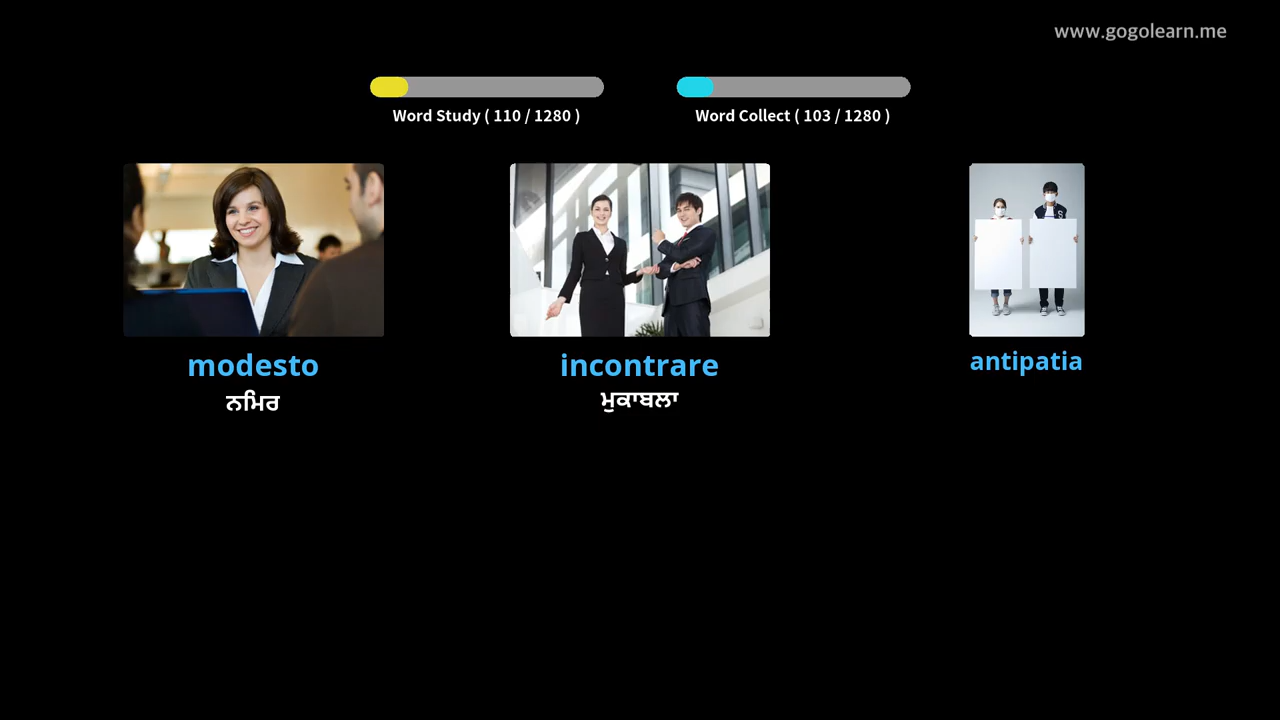 www.gogolearn.me
Word Study ( 110 / 1280 )
Word Collect ( 103 / 1280 )
modesto
ਨਮਿਰ
incontrare
ਮੁਕਾਬਲਾ
antipatia